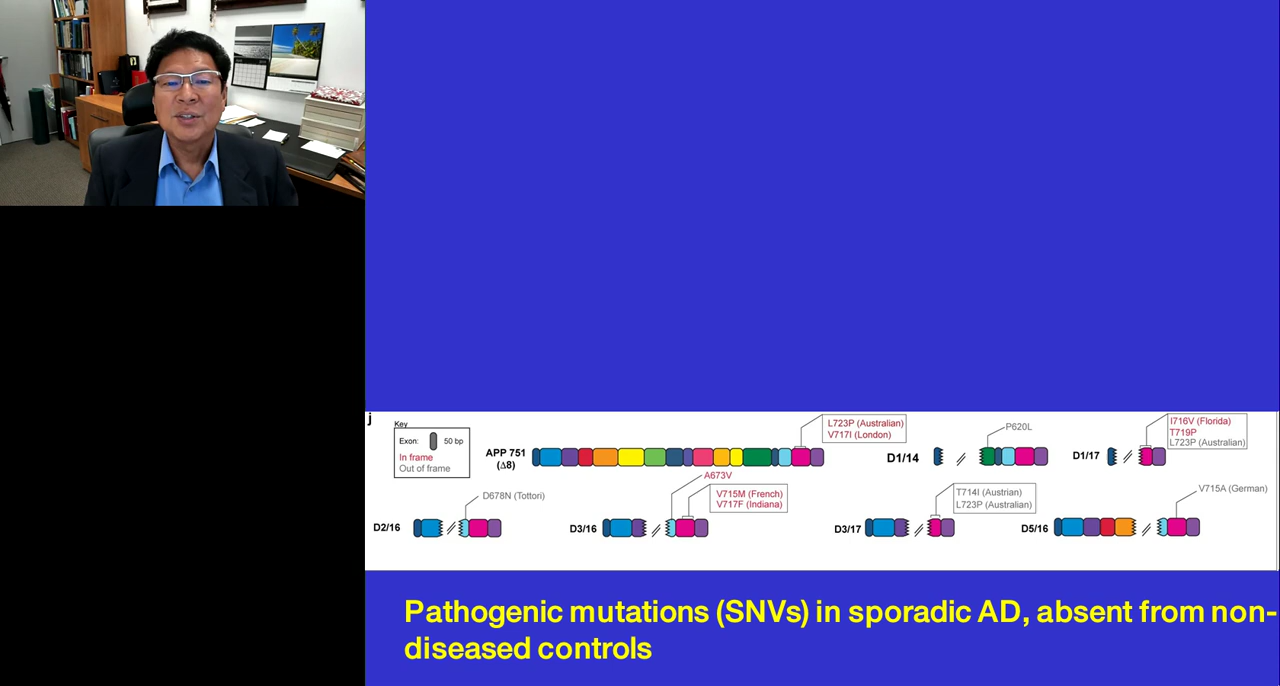 j
Key
Exon: 50 bp
In frame
Out of frame
APP 751
(Δ8)
L723P (Australian)
V717I (London)
D1/14
P620L
D1/17
I716V (Florida)
T719P
L723P (Australian)
D2/16
D678N (Tottori)
D3/16
A673V
V715M (French)
V717F (Indiana)
D3/17
T714I (Austrian)
L723P (Australian)
D5/16
V715A (German)
Pathogenic mutations (SNVs) in sporadic AD, absent from non-
diseased controls